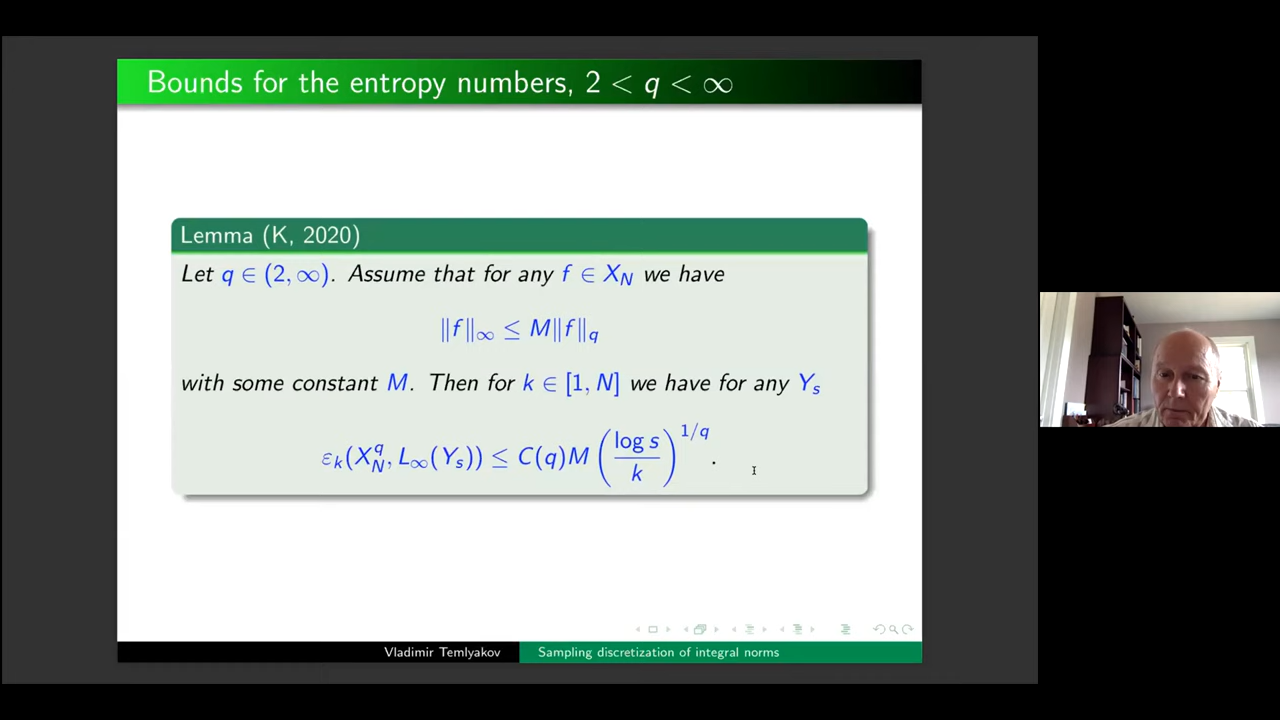 Bounds for the entropy numbers, 2 < q < ∞
Lemma (K, 2020)
Let q ∈ (2, ∞). Assume that for any f ∈ X_N we have
‖f‖_∞ ≤ M‖f‖_q
with some constant M. Then for k ∈ [1, N] we have for any Y_s
ε_k(X_N^q, L_∞(Y_s)) ≤ C(q)M (log s / k)^{1/q}.
Vladimir Temlyakov
Sampling discretization of integral norms